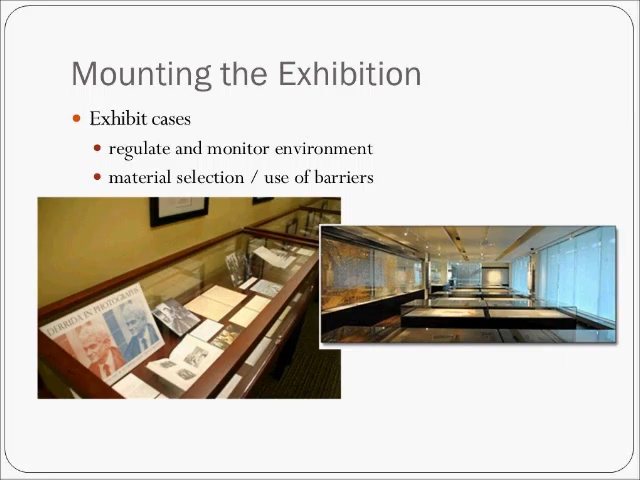 Mounting the Exhibition
Exhibit cases
regulate and monitor environment
material selection / use of barriers
DERRIDA IN PHOTOGRAPHS